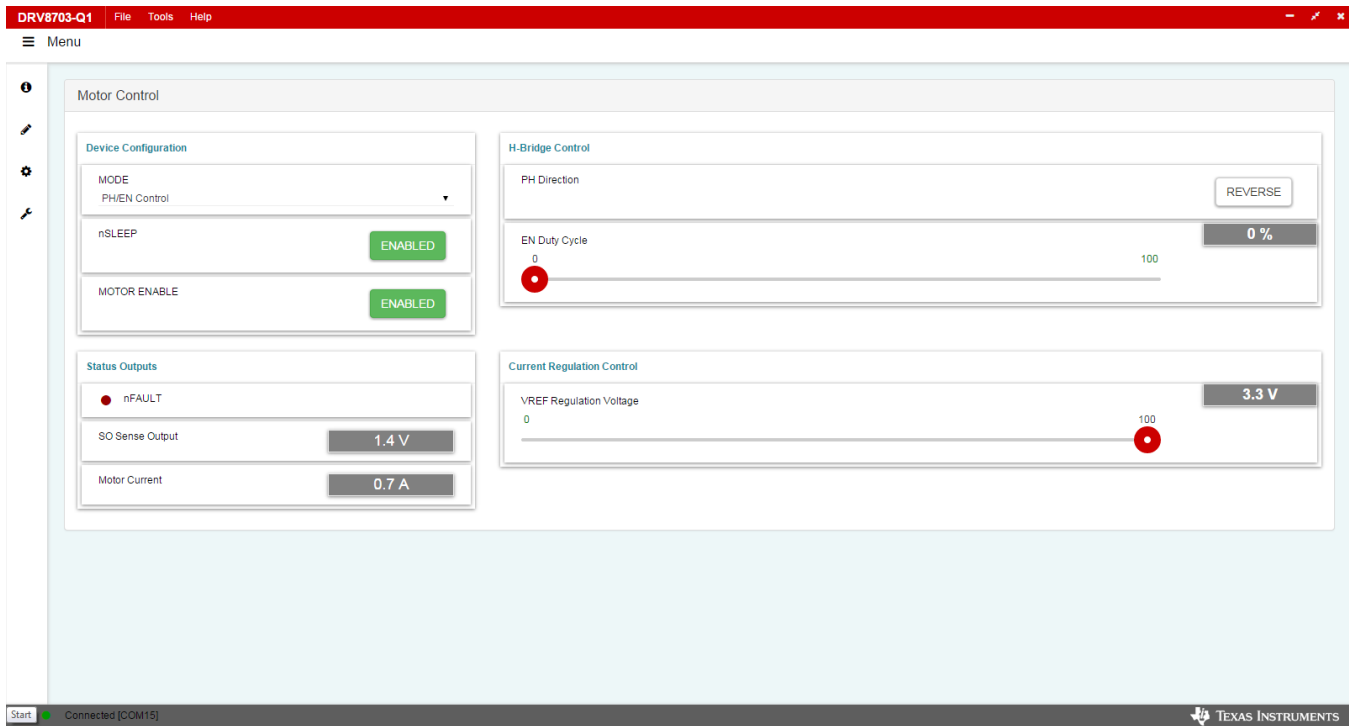 DRV8703-Q1 File Tools Help
Menu
Motor Control
Device Configuration
MODE
PH/EN Control
nSLEEP
ENABLED
MOTOR ENABLE
ENABLED
H-Bridge Control
PH Direction
REVERSE
EN Duty Cycle
0 %
0 100
Status Outputs
nFAULT
SO Sense Output
1.4 V
Motor Current
0.7 A
Current Regulation Control
VREF Regulation Voltage
3.3 V
0 100
Start Connected [COM15]
TEXAS INSTRUMENTS